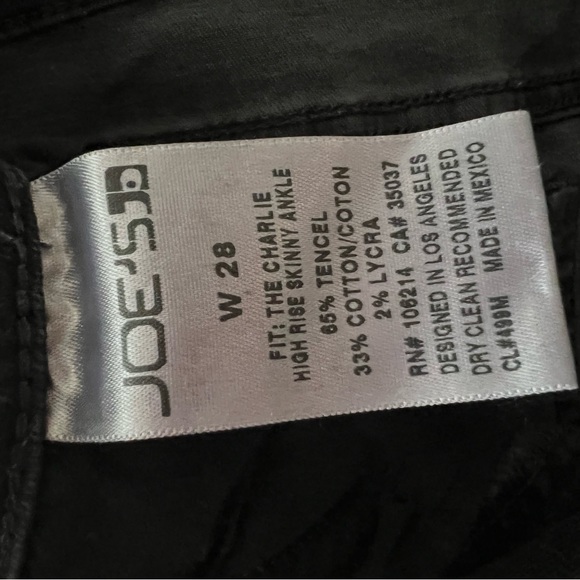 JOE'S
W 28
FIT: THE CHARLIE
HIGH RISE SKINNY ANKLE
65% TENCEL
33% COTTON/COTON
2% LYCRA
RN# 106214 CA# 35037
DESIGNED IN LOS ANGELES
DRY CLEAN RECOMMENDED
CL#499M MADE IN MEXICO